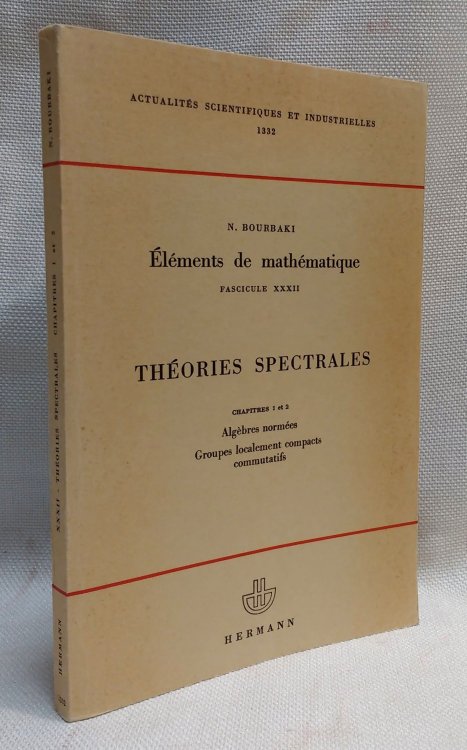 ACTUALITÉS SCIENTIFIQUES ET INDUSTRIELLES
1332
N. BOURBAKI
Éléments de mathématique
FASCICULE XXXII
THÉORIES SPECTRALES
CHAPITRES 1 et 2
Algèbres normées
Groupes localement compacts
commutatifs
HERMANN
N. BOURBAKI
XXXII - THÉORIES SPECTRALES CHAPITRES 1 et 2
HERMANN